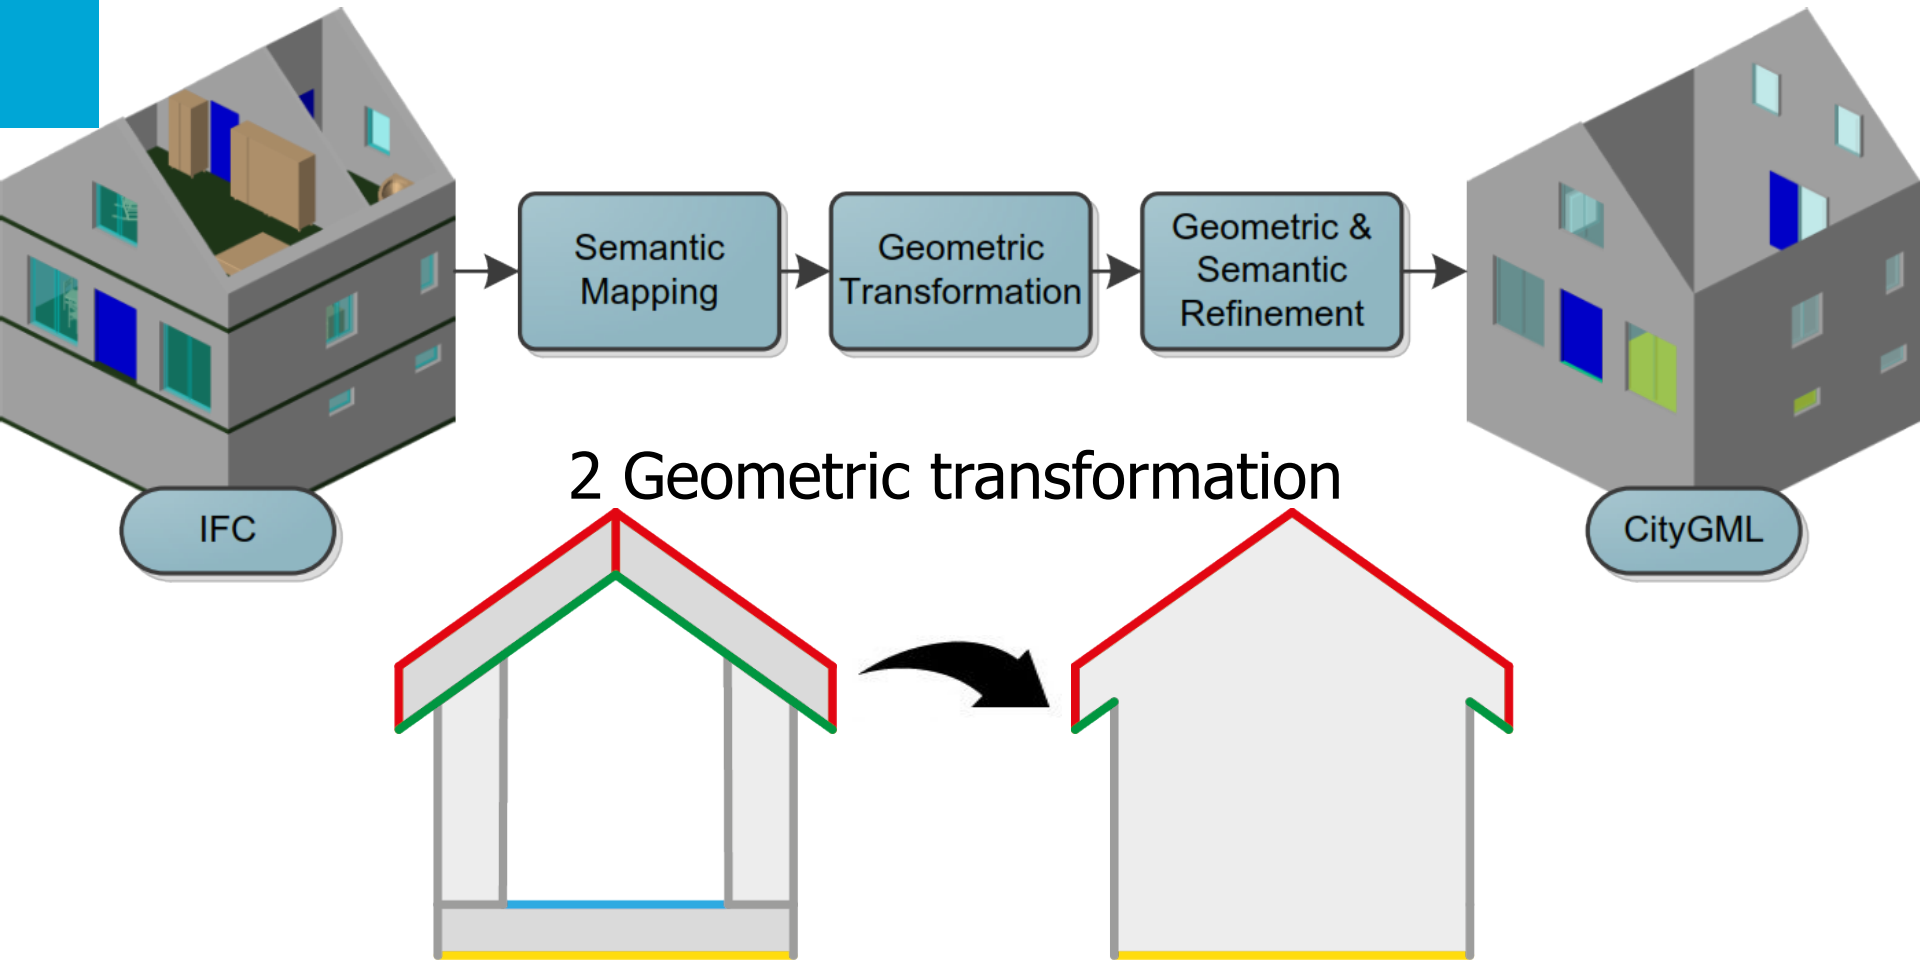 Semantic
Mapping
Geometric
Transformation
Geometric &
Semantic
Refinement
2 Geometric transformation
IFC
CityGML